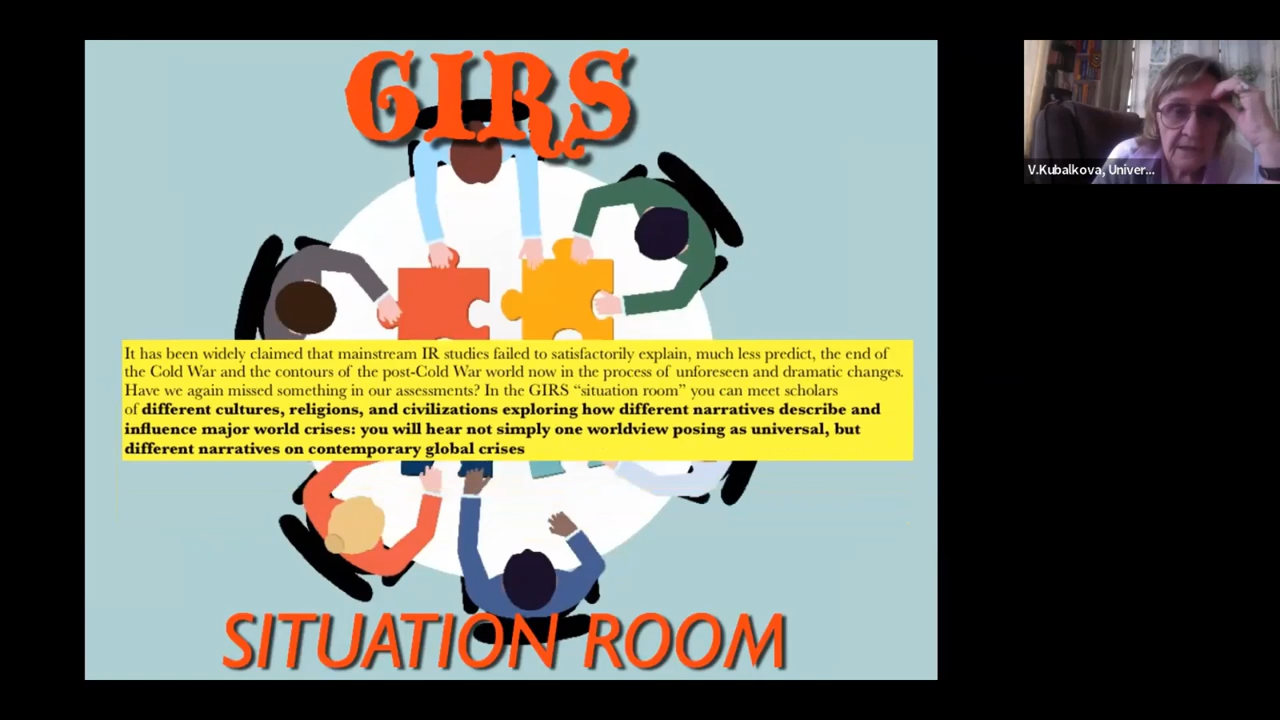 GIRS
V.Kubalkova, Univer...
It has been widely claimed that mainstream IR studies failed to satisfactorily explain, much less predict, the end of
the Cold War and the contours of the post-Cold War world now in the process of unforeseen and dramatic changes.
Have we again missed something in our assessments? In the GIRS “situation room” you can meet scholars
of different cultures, religions, and civilizations exploring how different narratives describe and
influence major world crises: you will hear not simply one worldview posing as universal, but
different narratives on contemporary global crises
SITUATION ROOM